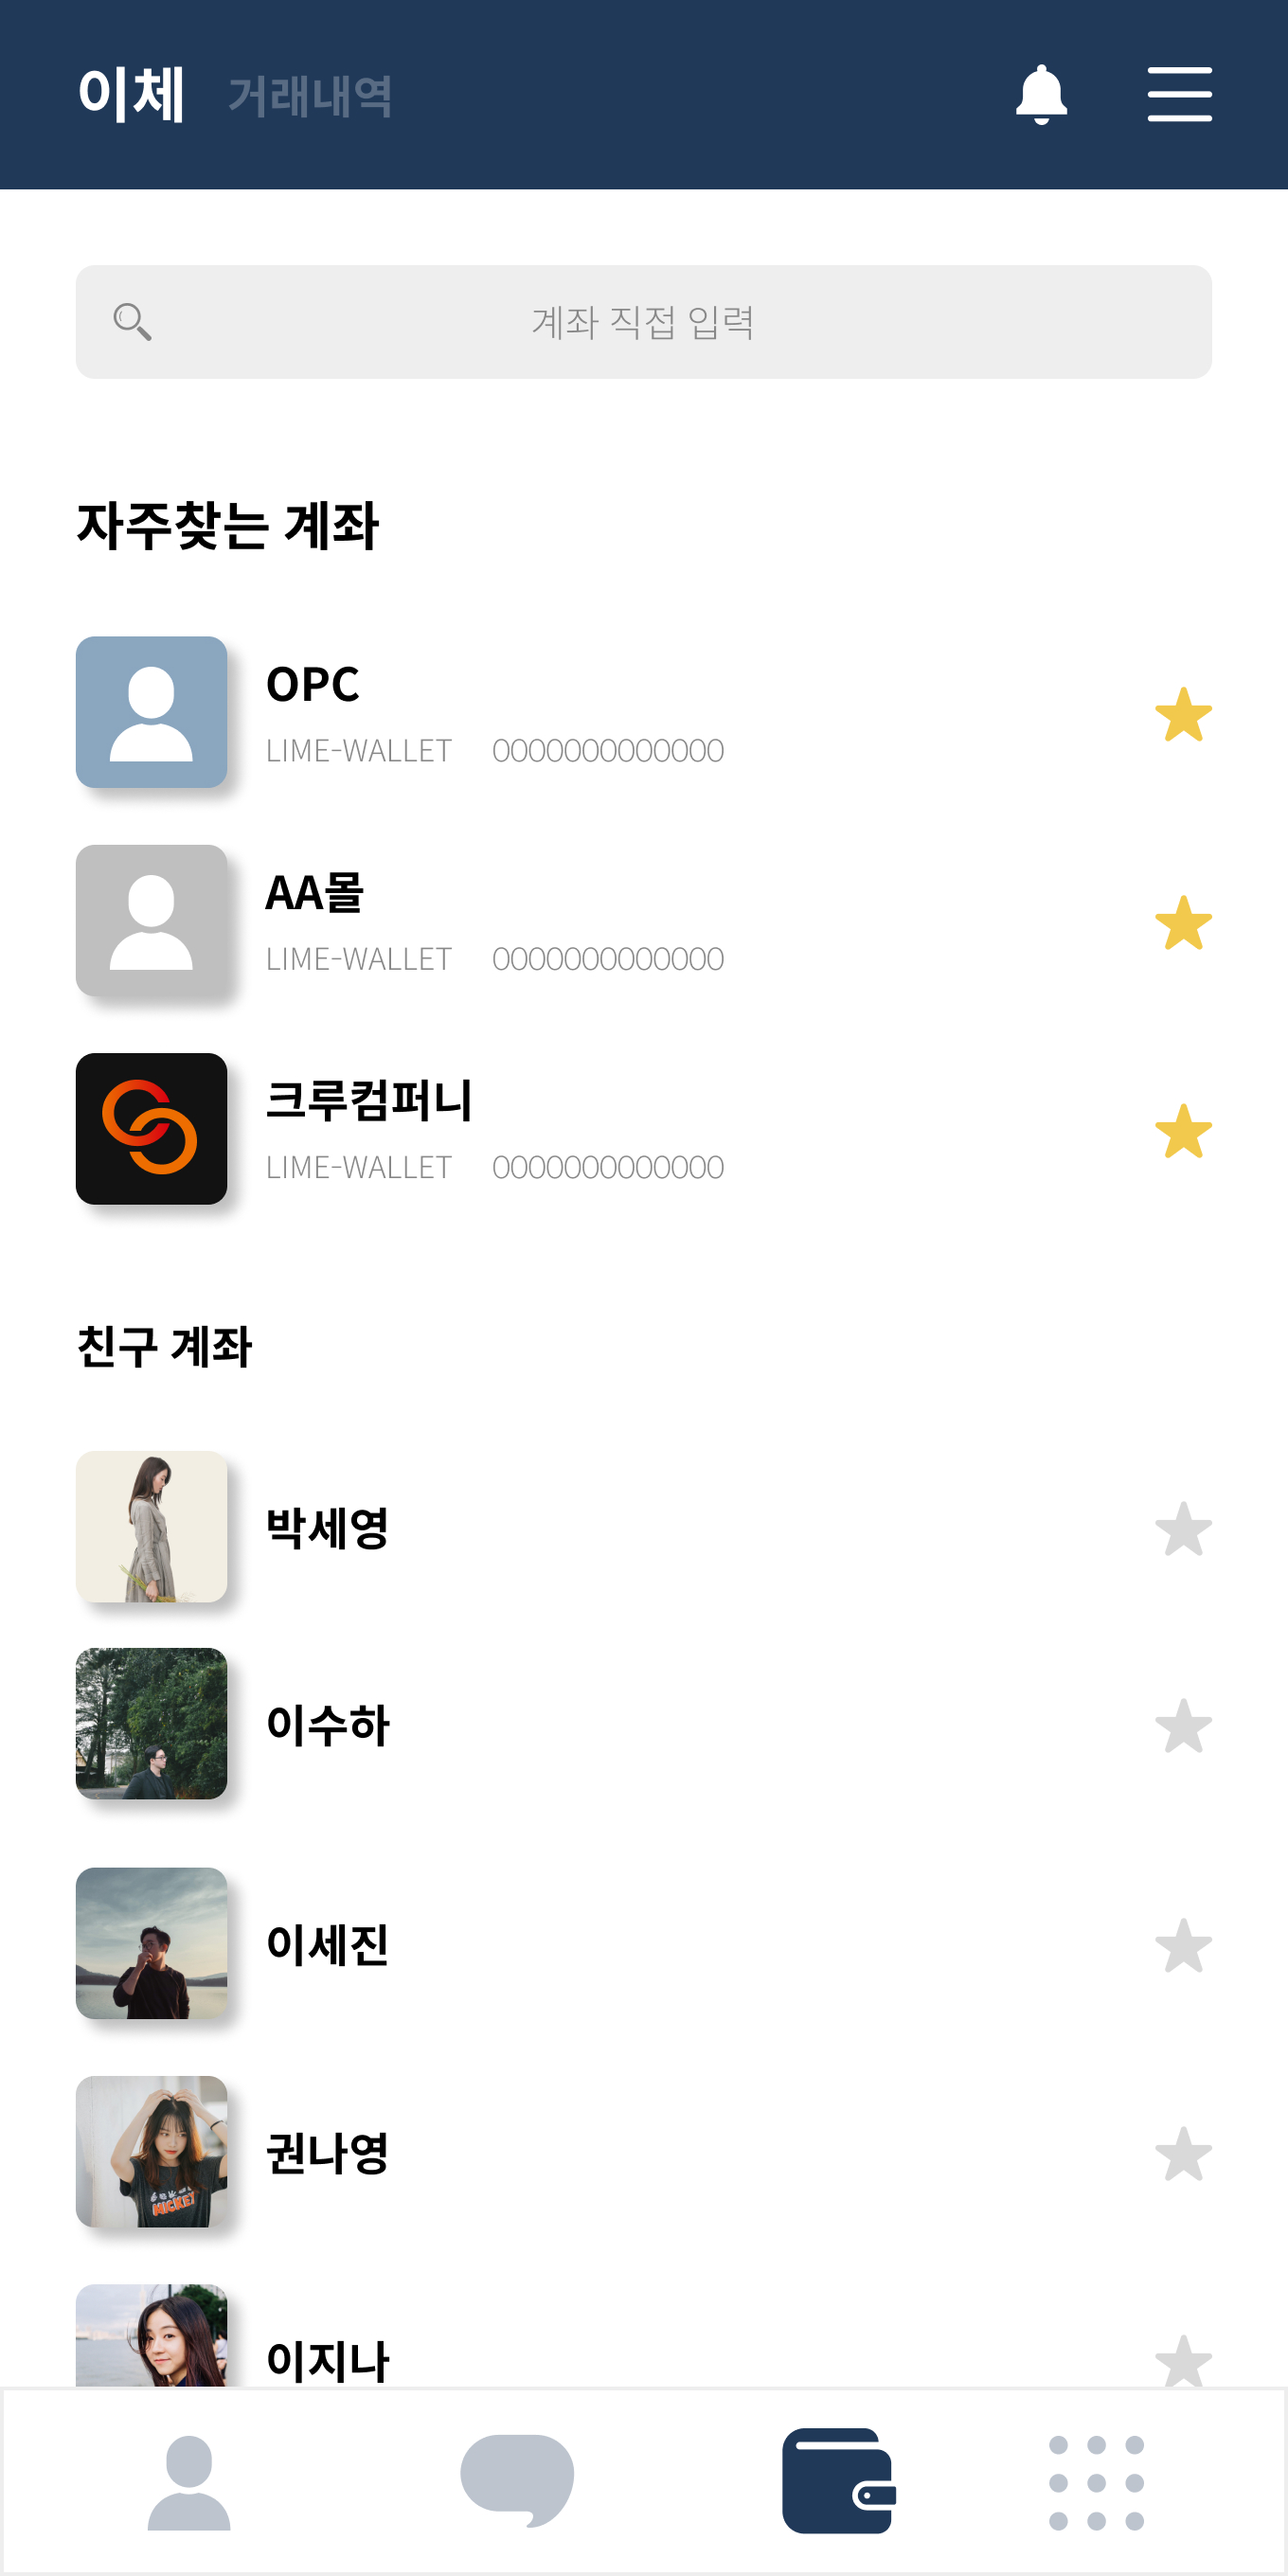 이체 거래내역
계좌 직접 입력
자주찾는 계좌
OPC
LIME-WALLET 0000000000000
AA몰
LIME-WALLET 0000000000000
크루컴퍼니
LIME-WALLET 0000000000000
친구 계좌
박세영
이수하
이세진
권나영
MICKEY
이지나